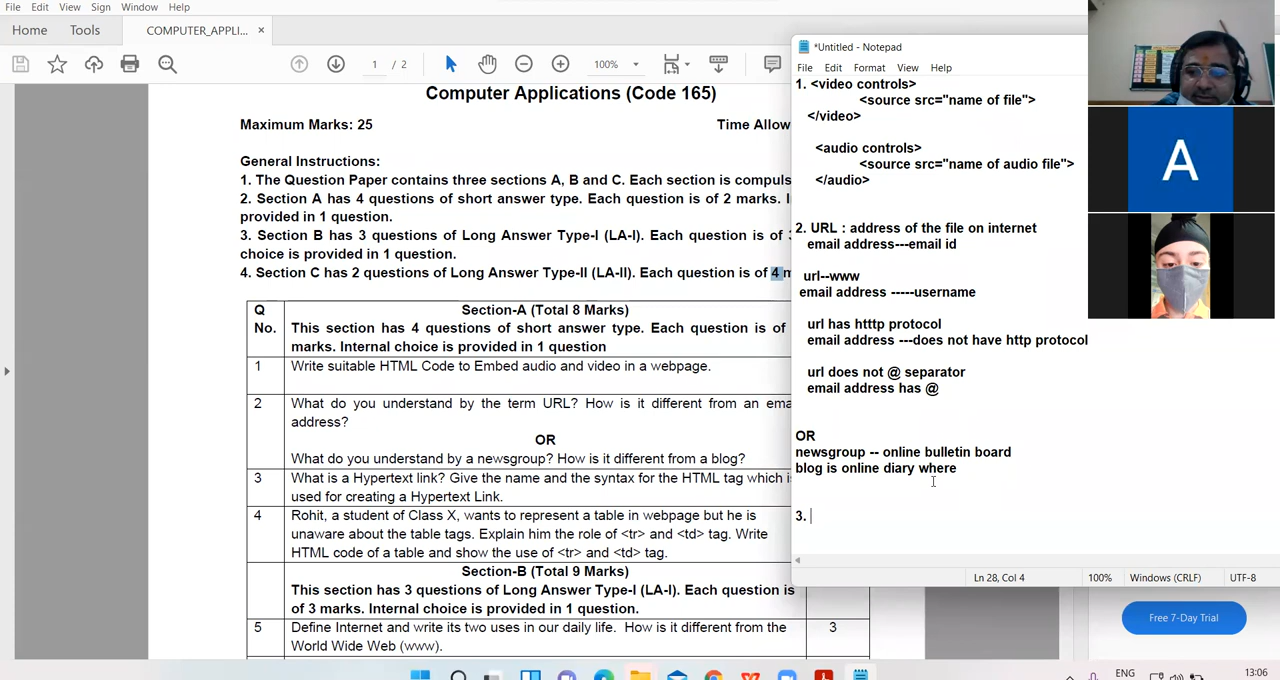 File Edit View Sign Window Help
Home Tools COMPUTER_APPLI... ×
1 / 2 100%
Computer Applications (Code 165)
Maximum Marks: 25 Time Allow
General Instructions:
1. The Question Paper contains three sections A, B and C. Each section is compuls
2. Section A has 4 questions of short answer type. Each question is of 2 marks. I
provided in 1 question.
3. Section B has 3 questions of Long Answer Type-I (LA-I). Each question is of 3
choice is provided in 1 question.
4. Section C has 2 questions of Long Answer Type-II (LA-II). Each question is of 4 m
Q No. Section-A (Total 8 Marks)
This section has 4 questions of short answer type. Each question is of
marks. Internal choice is provided in 1 question
1 Write suitable HTML Code to Embed audio and video in a webpage.
2 What do you understand by the term URL? How is it different from an ema
address?
OR
What do you understand by a newsgroup? How is it different from a blog?
3 What is a Hypertext link? Give the name and the syntax for the HTML tag which i
used for creating a Hypertext Link.
4 Rohit, a student of Class X, wants to represent a table in webpage but he is
unaware about the table tags. Explain him the role of <tr> and <td> tag. Write
HTML code of a table and show the use of <tr> and <td> tag.
Section-B (Total 9 Marks)
This section has 3 questions of Long Answer Type-I (LA-I). Each question is
of 3 marks. Internal choice is provided in 1 question.
5 Define Internet and write its two uses in our daily life. How is it different from the 3
World Wide Web (www).
*Untitled - Notepad
File Edit Format View Help
1. <video controls>
<source src="name of file">
</video>
<audio controls>
<source src="name of audio file">
</audio>
2. URL : address of the file on internet
email address---email id
url--www
email address -----username
url has htttp protocol
email address ---does not have http protocol
url does not @ separator
email address has @
OR
newsgroup -- online bulletin board
blog is online diary where
3.
Ln 28, Col 4 100% Windows (CRLF) UTF-8
A
Free 7-Day Trial
ENG 13:06